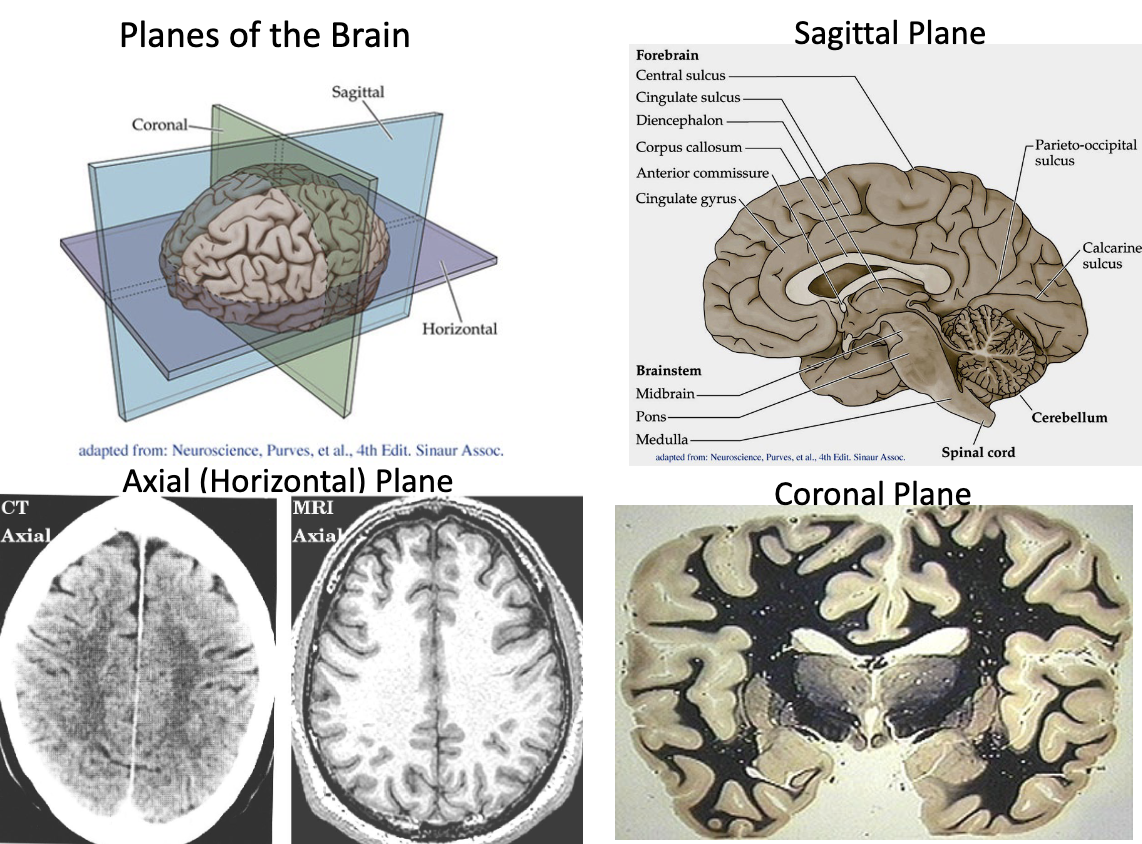 Planes of the Brain
Sagittal
Coronal
Horizontal
adapted from: Neuroscience, Purves, et al., 4th Edit. Sinaur Assoc.
Sagittal Plane
Forebrain
Central sulcus
Cingulate sulcus
Diencephalon
Corpus callosum
Anterior commissure
Cingulate gyrus
Parieto-occipital
sulcus
Calcarine
sulcus
Brainstem
Midbrain
Pons
Medulla
Cerebellum
Spinal cord
adapted from: Neuroscience, Purves, et al., 4th Edit. Sinaur Assoc.
Axial (Horizontal) Plane
CT
Axial
MRI
Axial
Coronal Plane